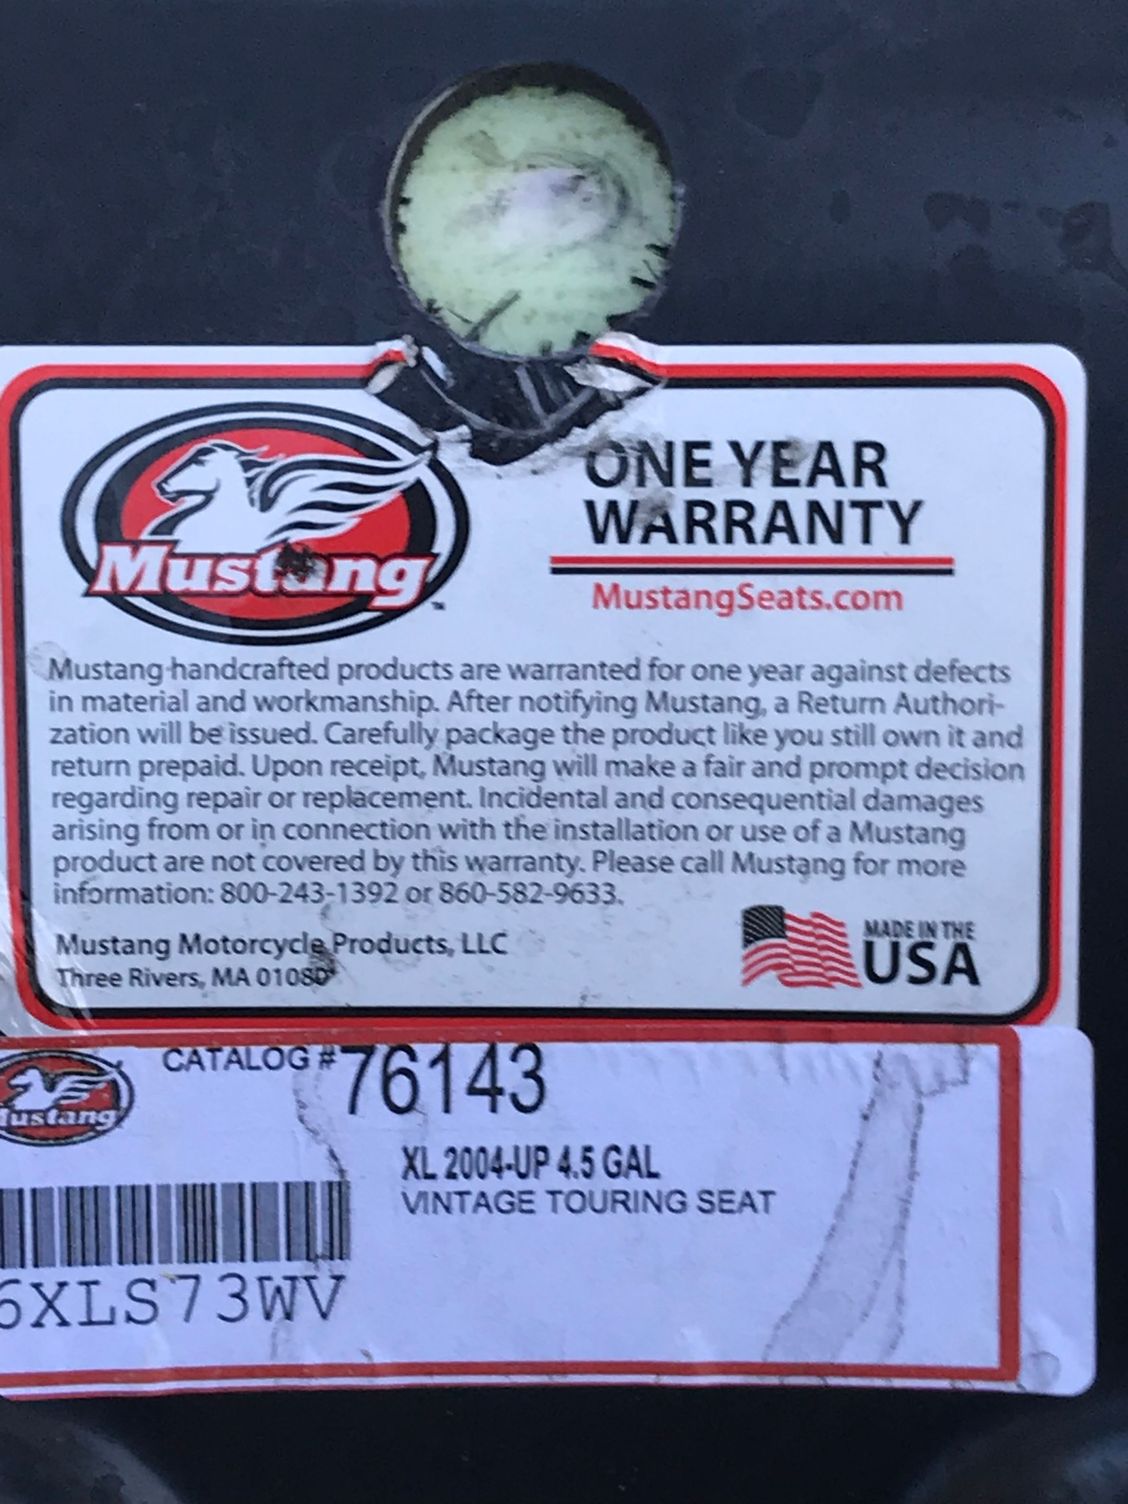 Mustang™
ONE YEAR
WARRANTY
MustangSeats.com
Mustang handcrafted products are warranted for one year against defects
in material and workmanship. After notifying Mustang, a Return Authori-
zation will be issued. Carefully package the product like you still own it and
return prepaid. Upon receipt, Mustang will make a fair and prompt decision
regarding repair or replacement. Incidental and consequential damages
arising from or in connection with the installation or use of a Mustang
product are not covered by this warranty. Please call Mustang for more
information: 800-243-1392 or 860-582-9633.
Mustang Motorcycle Products, LLC
Three Rivers, MA 01080
MADE IN THE
USA
Mustang
CATALOG #76143
XL 2004-UP 4.5 GAL
VINTAGE TOURING SEAT
6XLS73WV